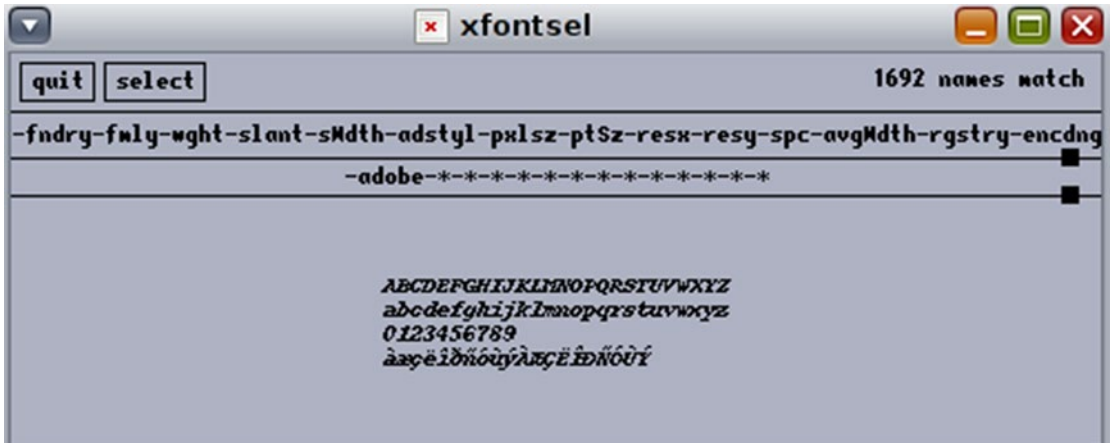 xfontsel
quit select 1692 names match
-fndry-fmly-wght-slant-sWdth-adstyl-pxlsz-ptSz-resx-resy-spc-avgWdth-rgstry-encdng
-adobe-*-*-*-*-*-*-*-*-*-*-*-*-*
ABCDEFGHIJKLMNOPQRSTUVWXYZ
abcdefghijklmnopqrstuvwxyz
0123456789
àæçëîðñóùýÀÆÇËÎÐÑÓÙÝ